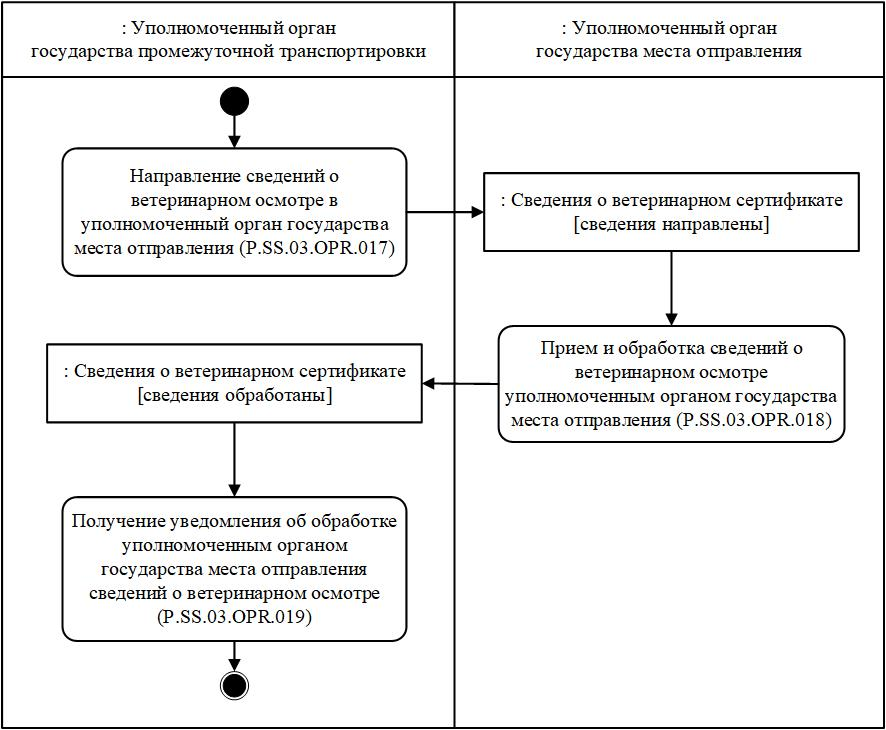 : Уполномоченный орган
государства промежуточной транспортировки
: Уполномоченный орган
государства места отправления
Направление сведений о
ветеринарном осмотре в
уполномоченный орган государства
места отправления (P.SS.03.OPR.017)
: Сведения о ветеринарном сертификате
[сведения направлены]
Прием и обработка сведений о
ветеринарном осмотре
уполномоченным органом государства
места отправления (P.SS.03.OPR.018)
: Сведения о ветеринарном сертификате
[сведения обработаны]
Получение уведомления об обработке
уполномоченным органом
государства места отправления
сведений о ветеринарном осмотре
(P.SS.03.OPR.019)